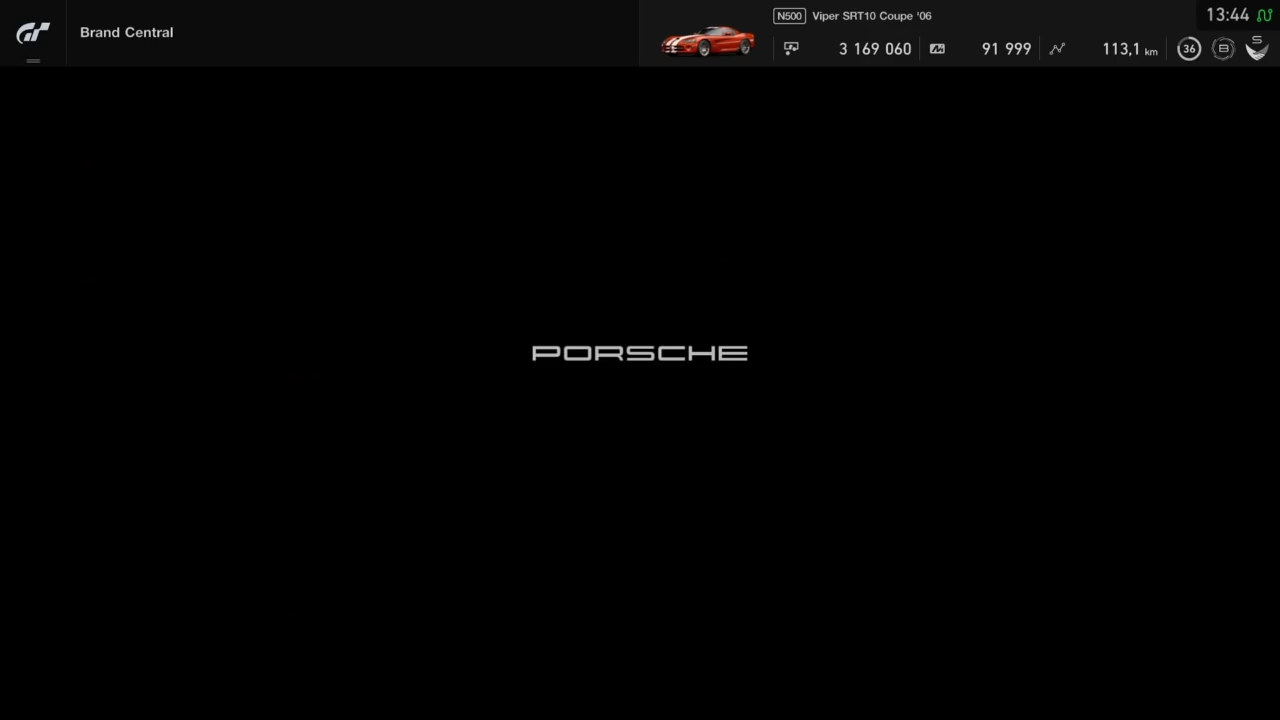 Brand Central
N500 Viper SRT10 Coupe '06
13:44
3 169 060 91 999 113,1 km 36 B S
PORSCHE